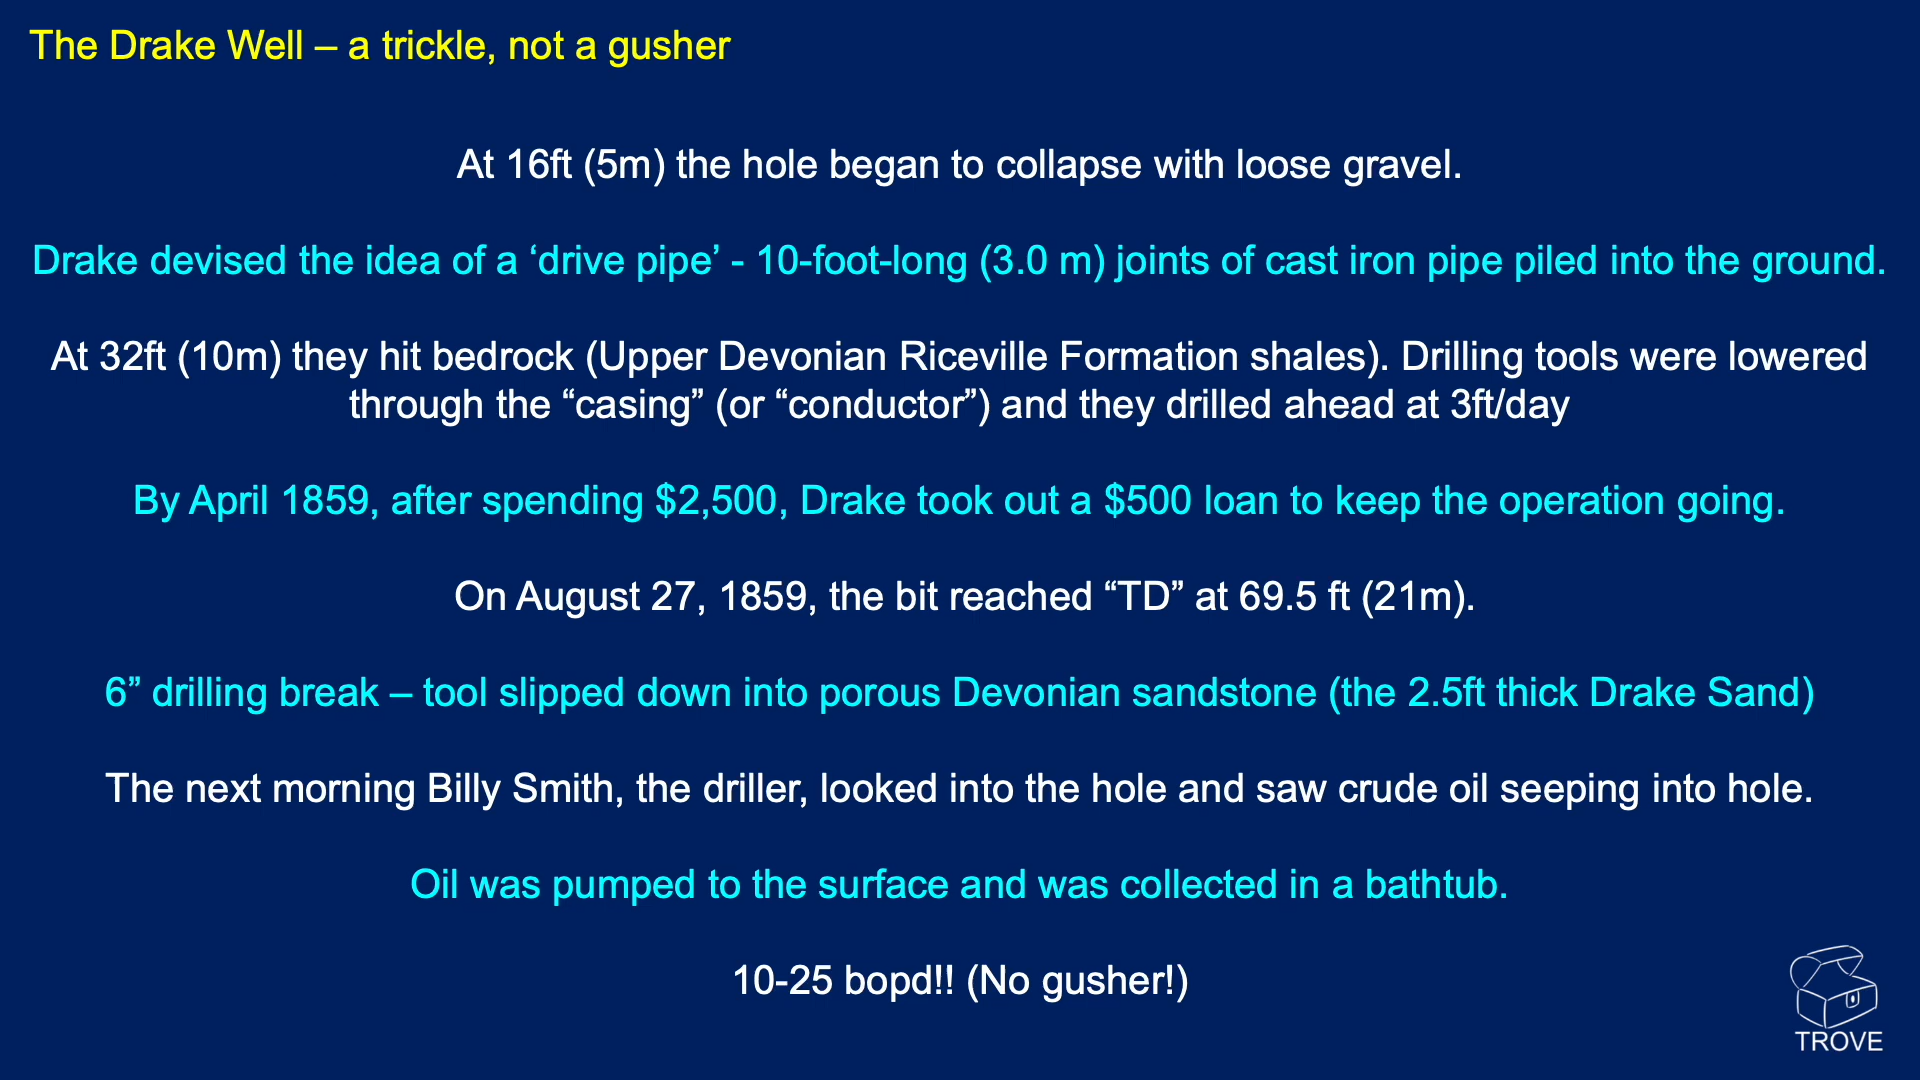 The Drake Well – a trickle, not a gusher
At 16ft (5m) the hole began to collapse with loose gravel.
Drake devised the idea of a ‘drive pipe’ - 10-foot-long (3.0 m) joints of cast iron pipe piled into the ground.
At 32ft (10m) they hit bedrock (Upper Devonian Riceville Formation shales). Drilling tools were lowered
through the “casing” (or “conductor”) and they drilled ahead at 3ft/day
By April 1859, after spending $2,500, Drake took out a $500 loan to keep the operation going.
On August 27, 1859, the bit reached “TD” at 69.5 ft (21m).
6” drilling break – tool slipped down into porous Devonian sandstone (the 2.5ft thick Drake Sand)
The next morning Billy Smith, the driller, looked into the hole and saw crude oil seeping into hole.
Oil was pumped to the surface and was collected in a bathtub.
10-25 bopd!! (No gusher!)
TROVE